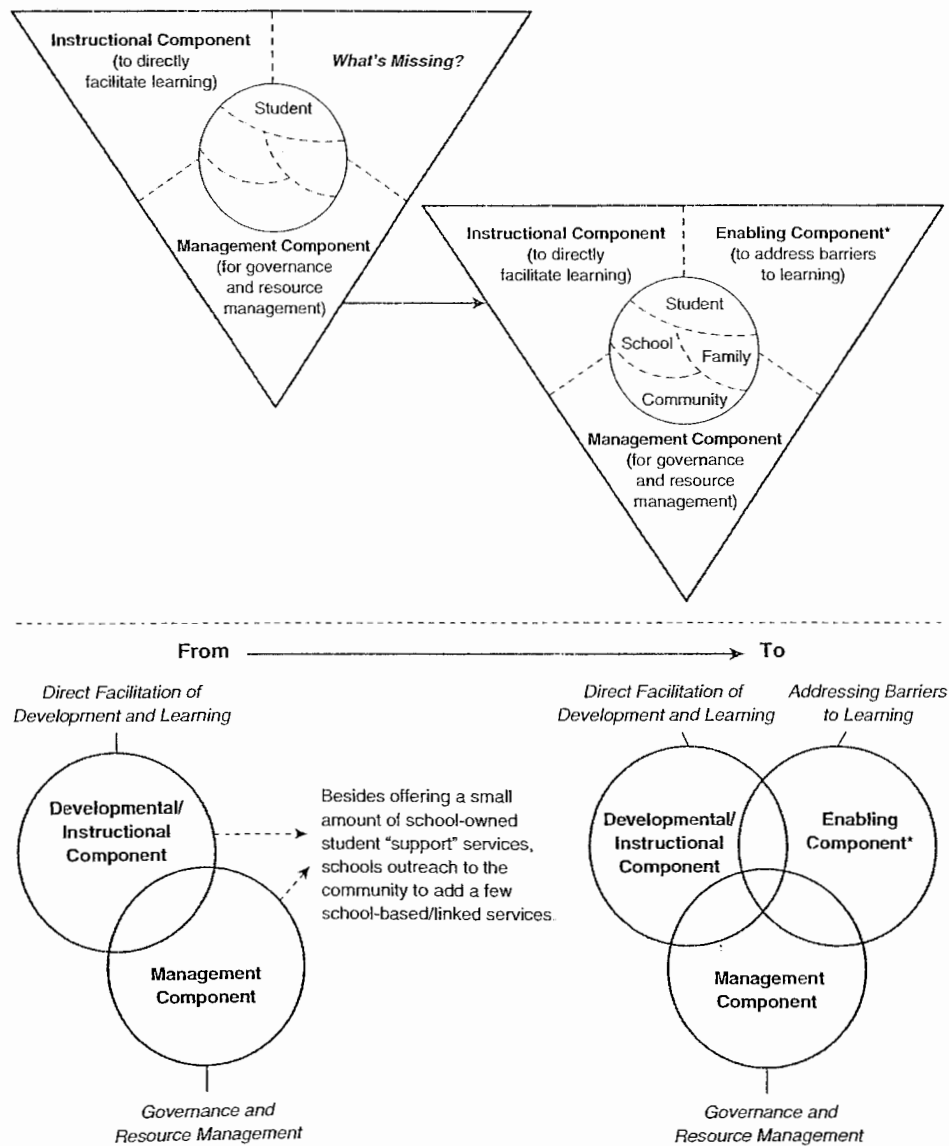 Instructional Component
(to directly
facilitate learning)
What's Missing?
Student
Management Component
(for governance
and resource
management)
Instructional Component
(to directly
facilitate learning)
Enabling Component*
(to address barriers
to learning)
Student
School
Family
Community
Management Component
(for governance
and resource
management)
From
To
Direct Facilitation of
Development and Learning
Developmental/
Instructional
Component
Management
Component
Governance and
Resource Management
Besides offering a small
amount of school-owned
student “support” services,
schools outreach to the
community to add a few
school-based/linked services.
Direct Facilitation of
Development and Learning
Addressing Barriers
to Learning
Developmental/
Instructional
Component
Enabling
Component*
Management
Component
Governance and
Resource Management